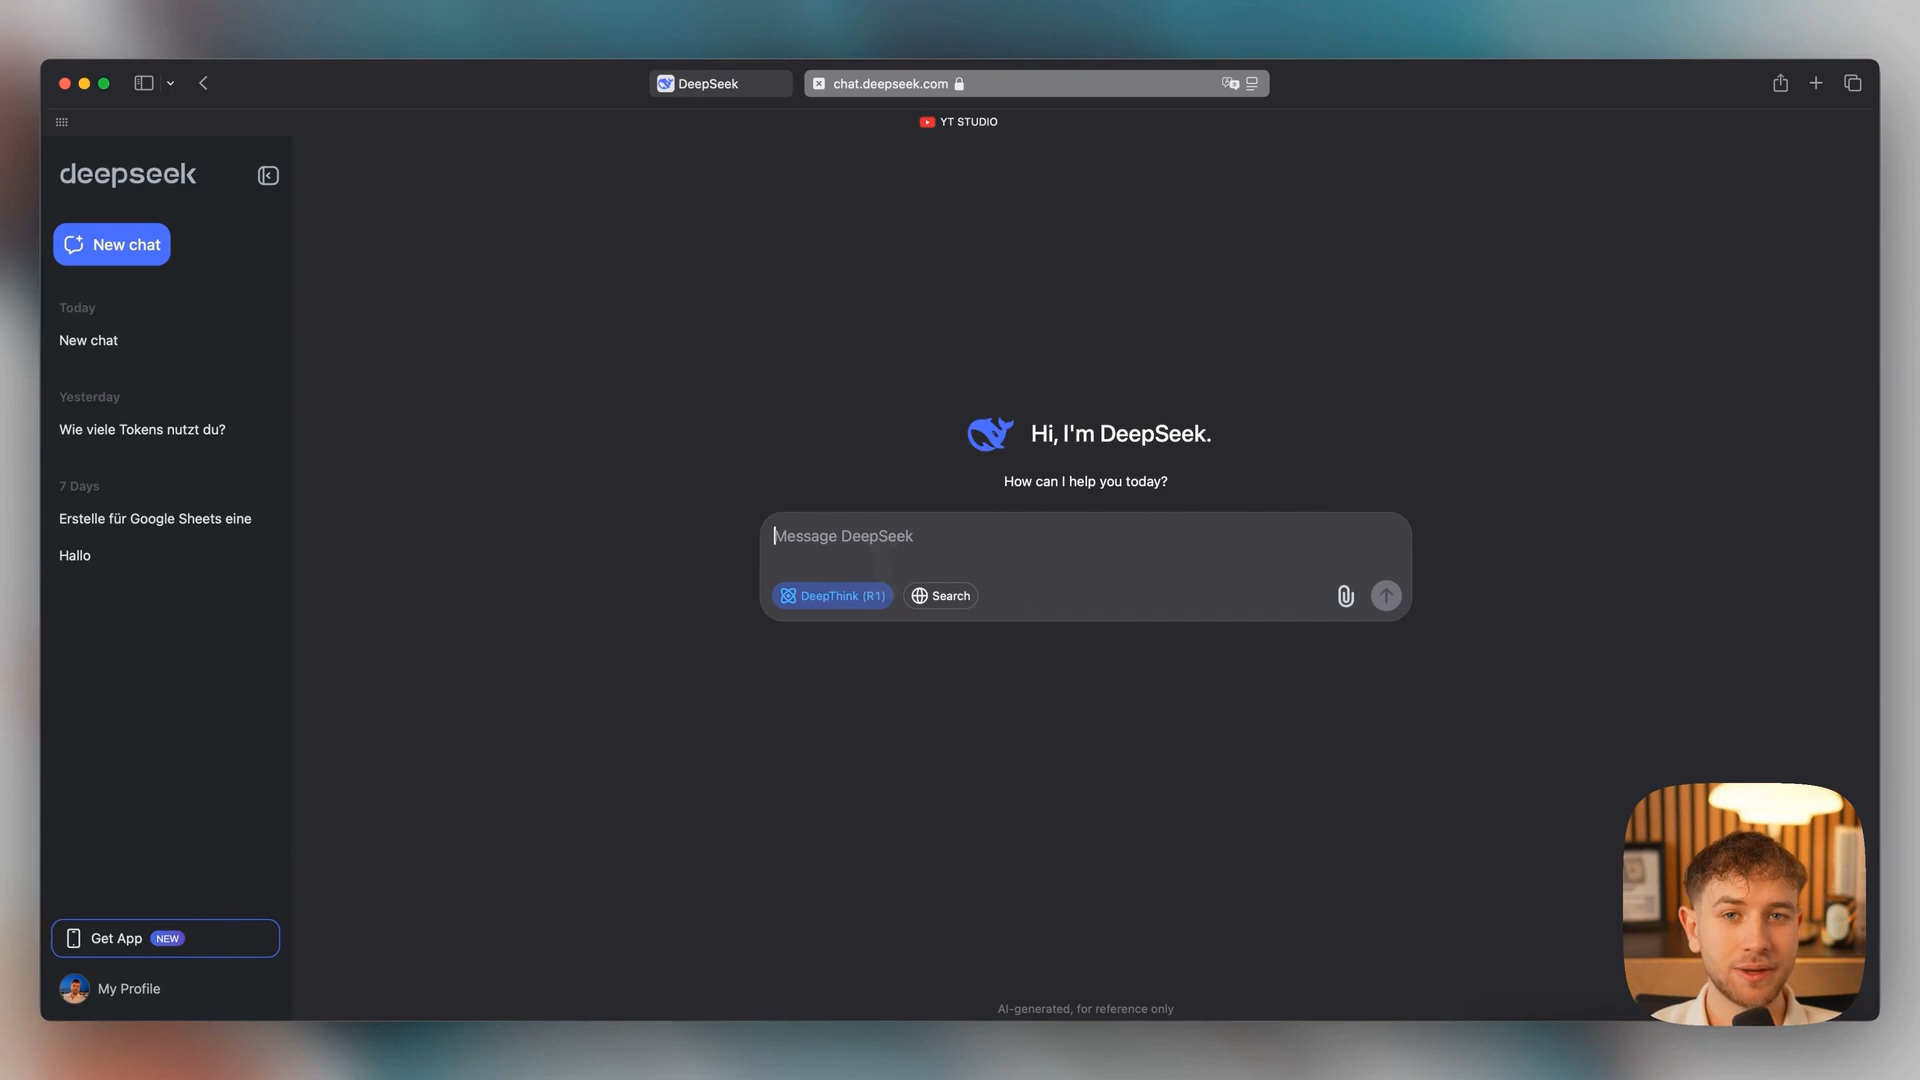 DeepSeek
chat.deepseek.com
YT STUDIO
deepseek
New chat
Today
New chat
Yesterday
Wie viele Tokens nutzt du?
7 Days
Erstelle für Google Sheets eine
Hallo
Hi, I'm DeepSeek.
How can I help you today?
Message DeepSeek
DeepThink (R1)
Search
Get App NEW
My Profile
AI-generated, for reference only